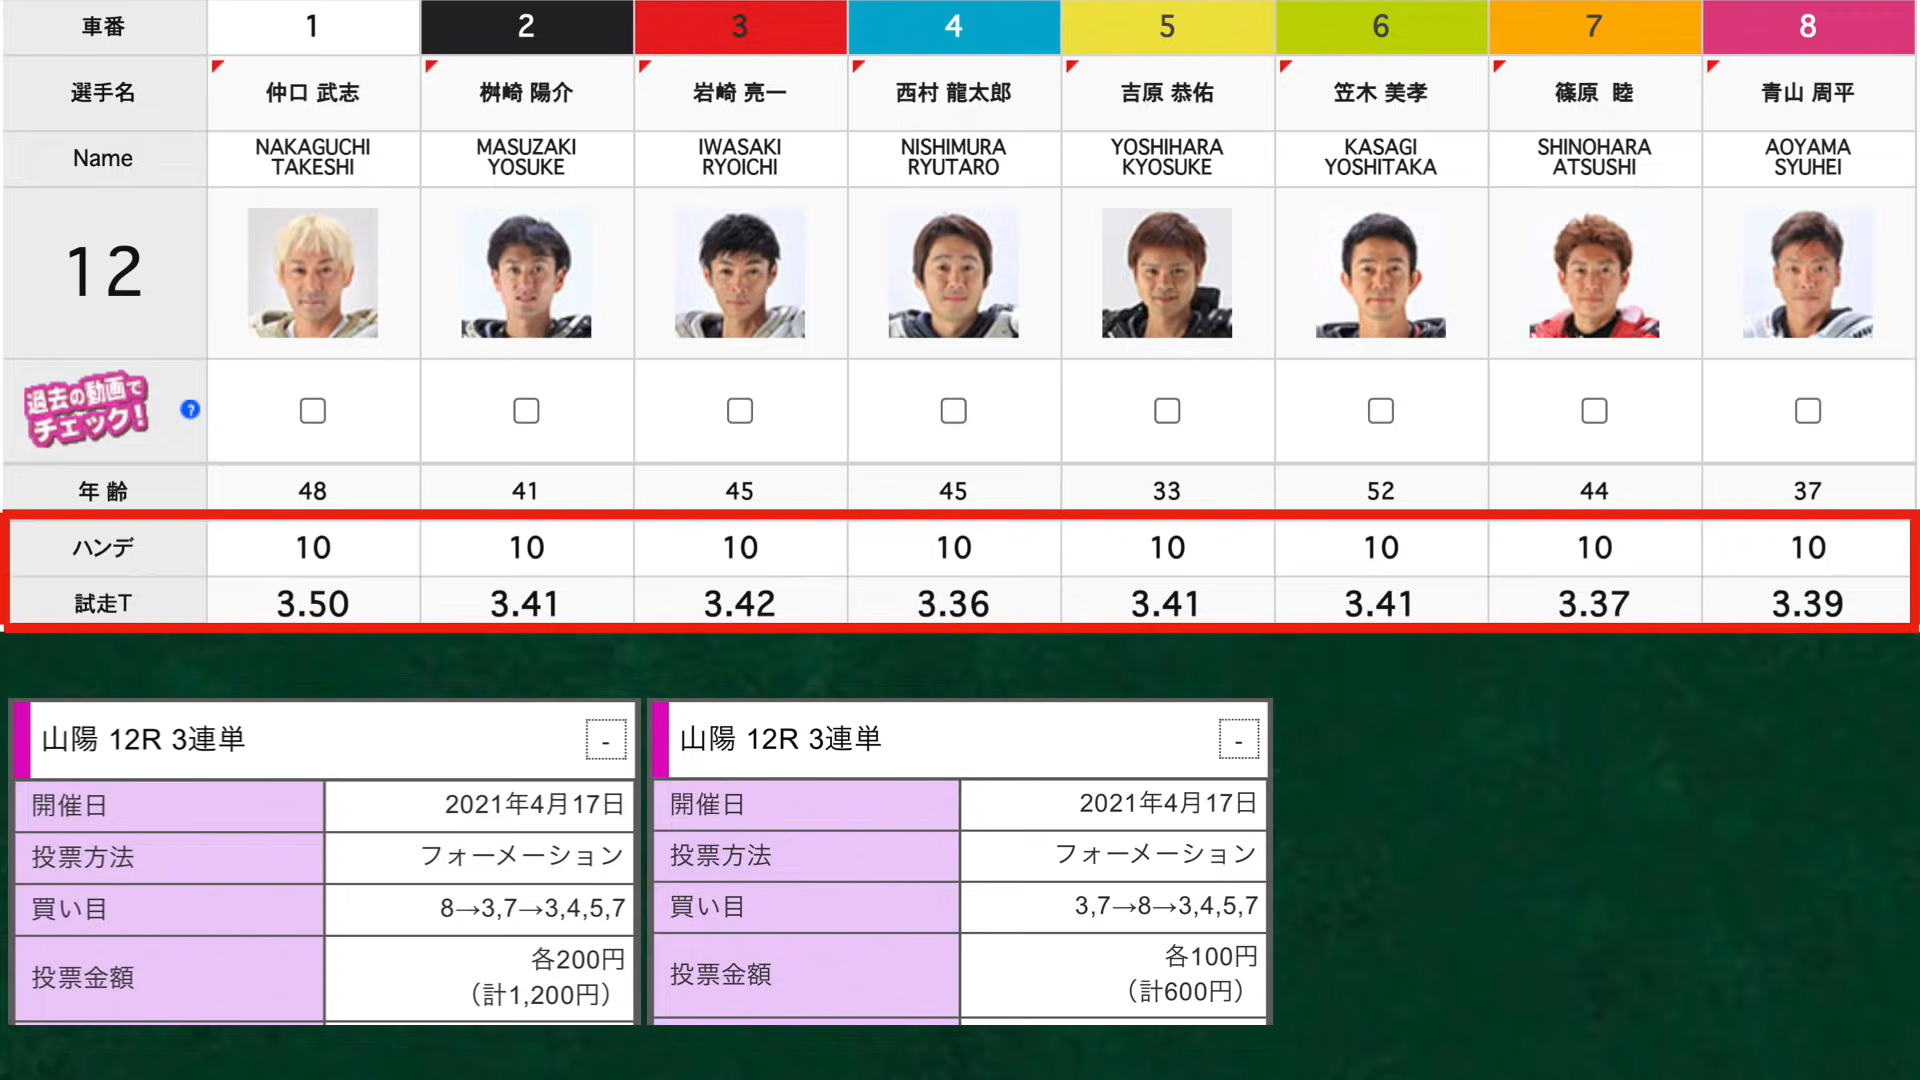 車番 1 2 3 4 5 6 7 8
選手名 仲口 武志 桝崎 陽介 岩崎 亮一 西村 龍太郎 吉原 恭佑 笠木 美孝 篠原 睦 青山 周平
Name NAKAGUCHI TAKESHI MASUZAKI YOSUKE IWASAKI RYOICHI NISHIMURA RYUTARO YOSHIHARA KYOSUKE KASAGI YOSHITAKA SHINOHARA ATSUSHI AOYAMA SYUHEI
12
過去の動画で
チェック! ?
年齢 48 41 45 45 33 52 44 37
ハンデ 10 10 10 10 10 10 10 10
試走T 3.50 3.41 3.42 3.36 3.41 3.41 3.37 3.39
山陽 12R 3連単 -
開催日 2021年4月17日
投票方法 フォーメーション
買い目 8→3,7→3,4,5,7
投票金額 各200円
（計1,200円）
山陽 12R 3連単 -
開催日 2021年4月17日
投票方法 フォーメーション
買い目 3,7→8→3,4,5,7
投票金額 各100円
（計600円）